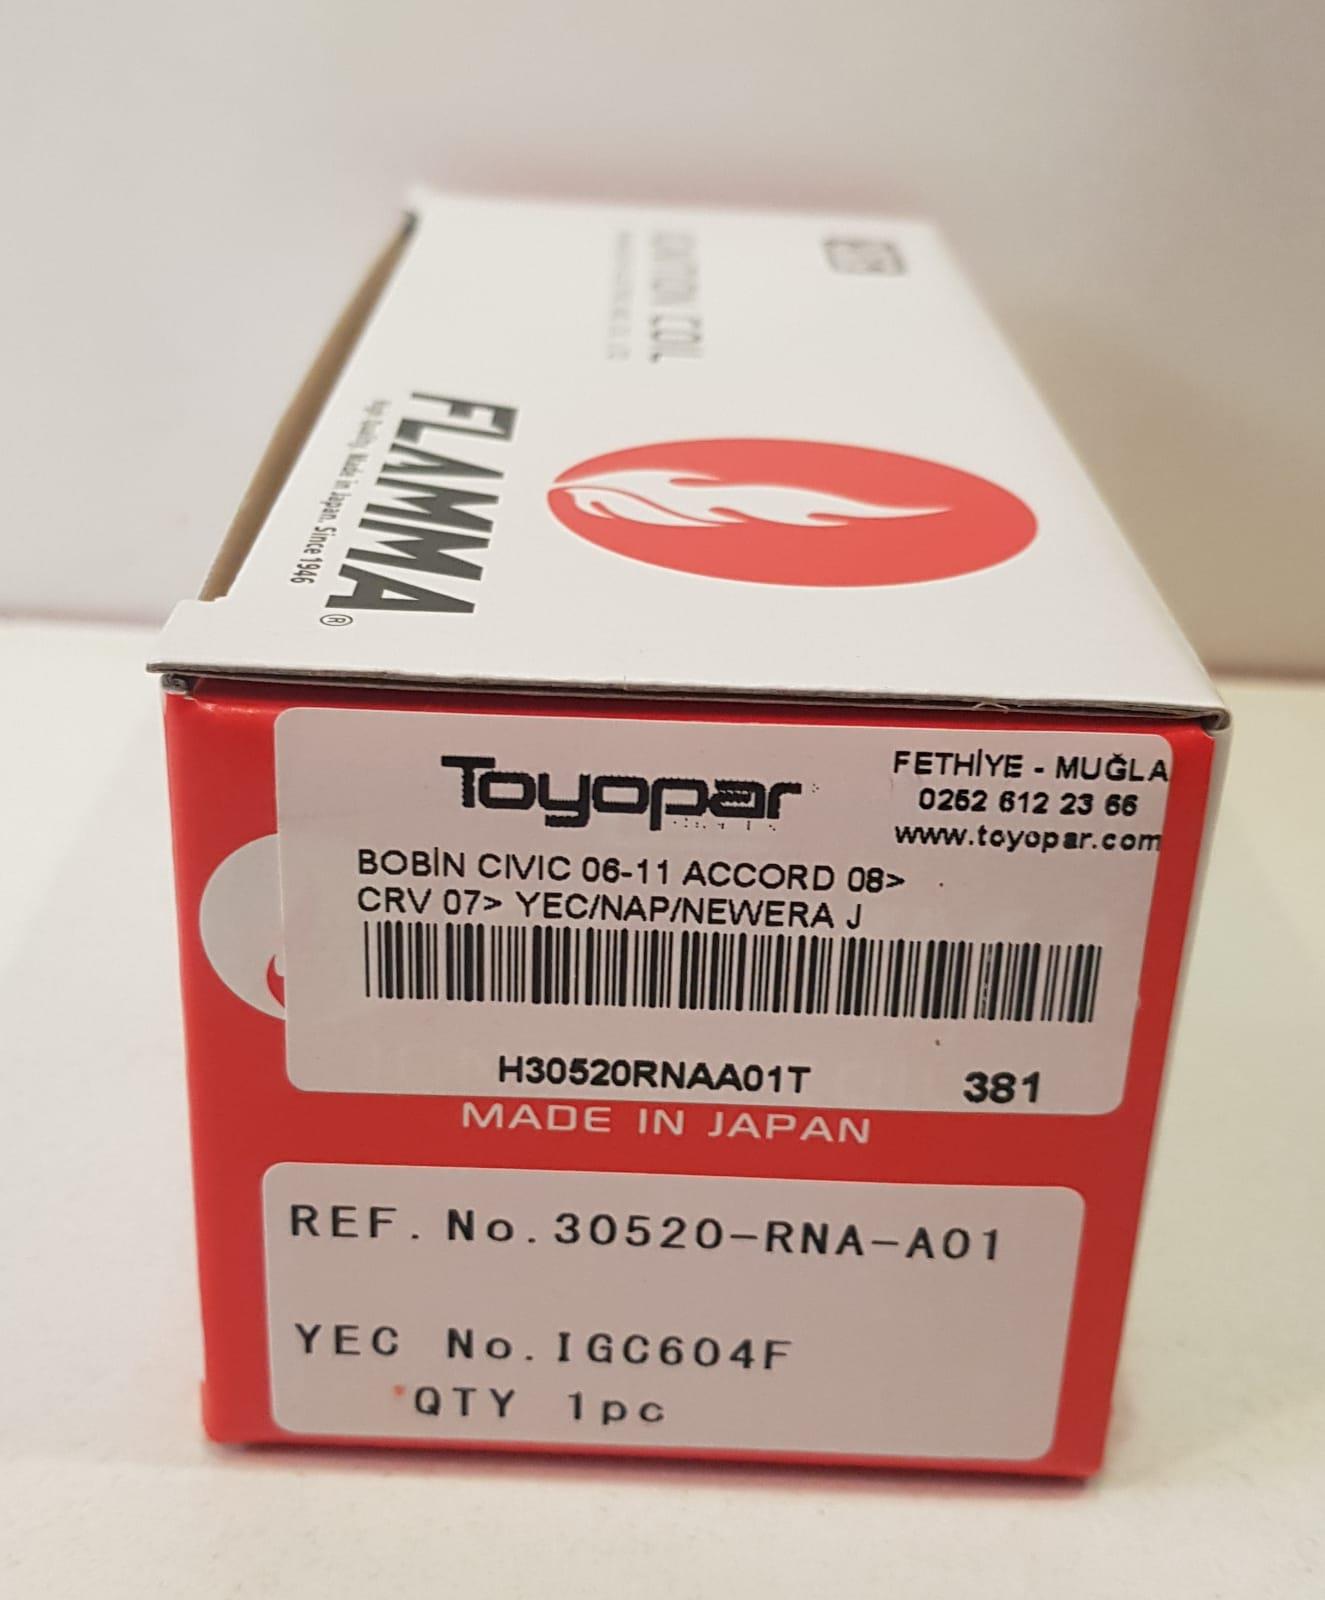 IGNITION COIL
FLAMMA®
High Quality. Made in Japan. Since 1946
Toyopar
FETHİYE - MUĞLA
0252 612 23 66
www.toyopar.com
BOBİN CIVIC 06-11 ACCORD 08>
CRV 07> YEC/NAP/NEWERA J
H30520RNAA01T 381
MADE IN JAPAN
REF. No. 30520-RNA-A01
YEC No. IGC604F
QTY 1pc